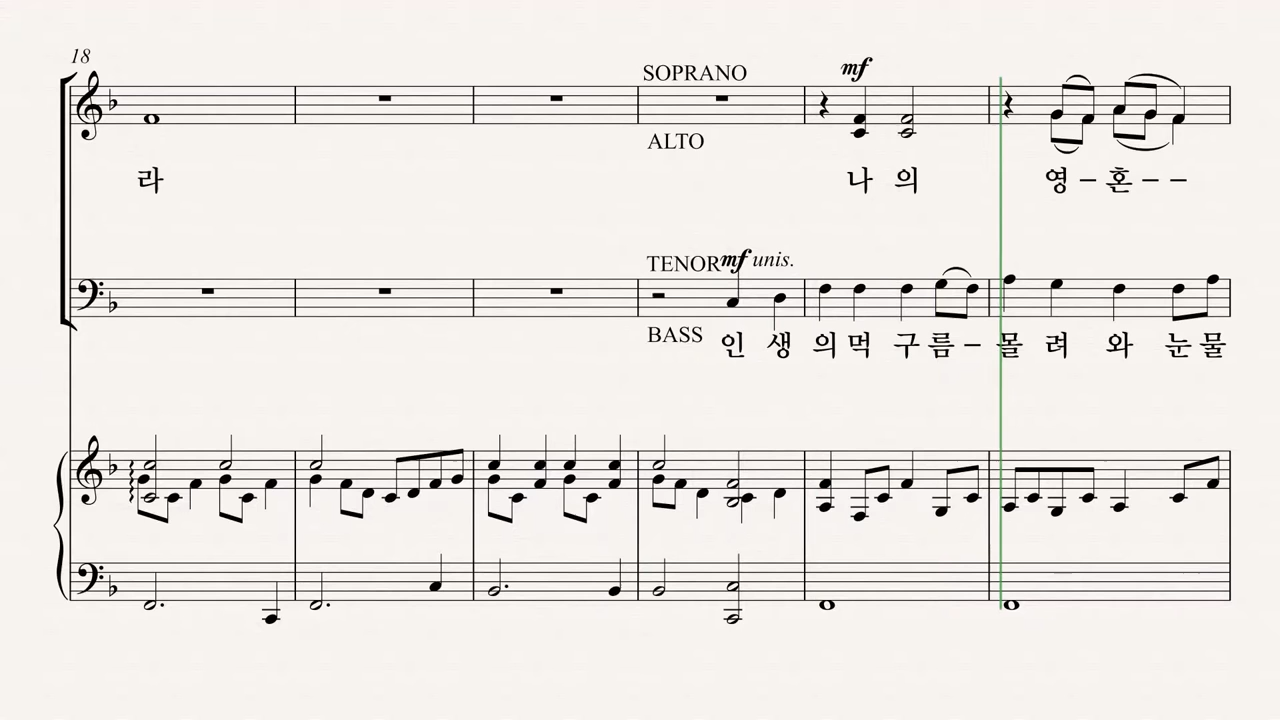 18
SOPRANO
mf
ALTO
라 나 의 영 – 혼 – –
TENOR mf unis.
BASS
인 생 의 먹 구 름 – 몰 려 와 눈 물